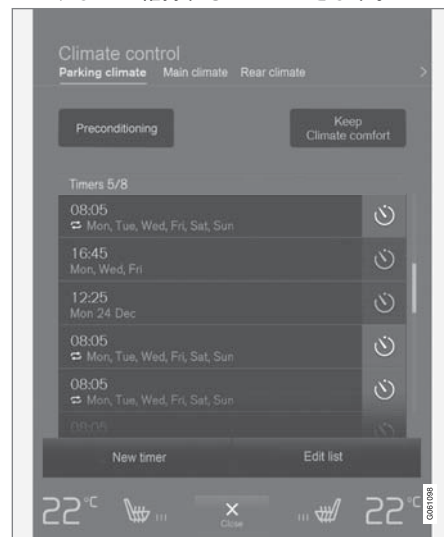 Climate control
Parking climate Main climate Rear climate
Preconditioning
Keep
Climate comfort
Timers 5/8
08:05
Mon, Tue, Wed, Fri, Sat, Sun
16:45
Mon, Wed, Fri
12:25
Mon 24 Dec
08:05
Mon, Tue, Wed, Fri, Sat, Sun
08:05
Mon, Tue, Wed, Fri, Sat, Sun
08:05
New timer Edit list
22°C 22°C
Close
G061098